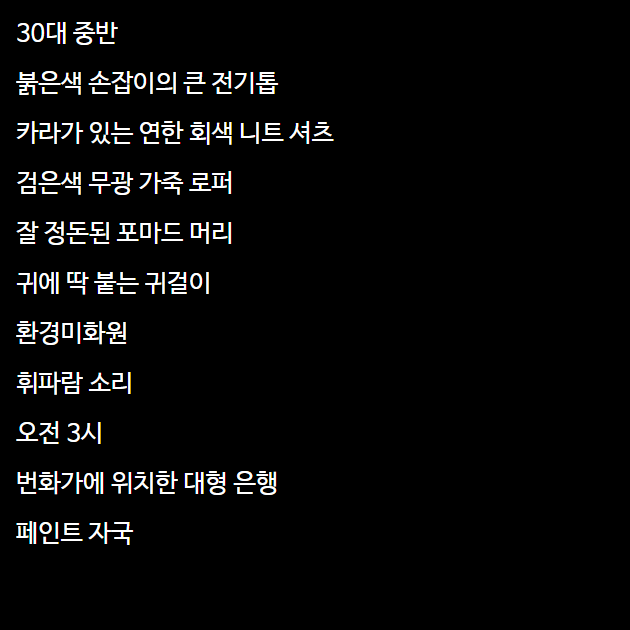 30대 중반
붉은색 손잡이의 큰 전기톱
카라가 있는 연한 회색 니트 셔츠
검은색 무광 가죽 로퍼
잘 정돈된 포마드 머리
귀에 딱 붙는 귀걸이
환경미화원
휘파람 소리
오전 3시
번화가에 위치한 대형 은행
페인트 자국